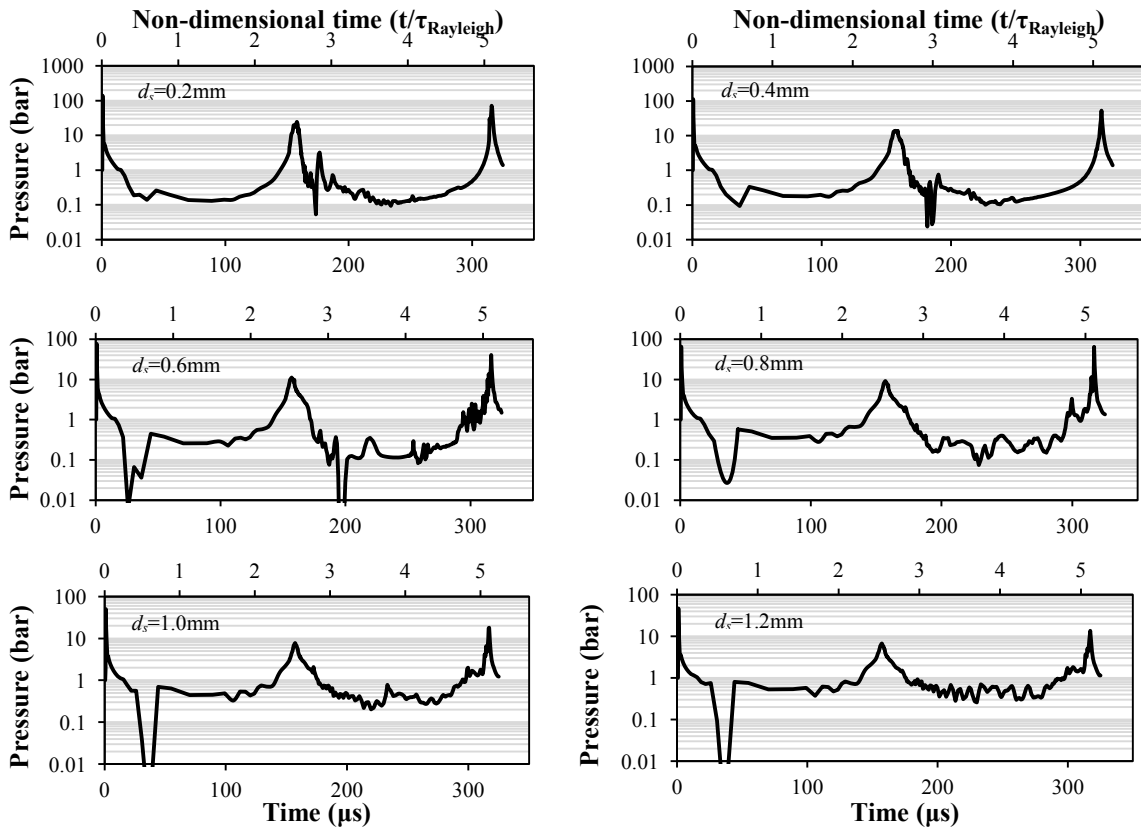 Non-dimensional time (t/τRayleigh) Non-dimensional time (t/τRayleigh)
0 1 2 3 4 5 0 1 2 3 4 5
1000 1000
100 100
10 10
1 1
0.1 0.1
0.01 0.01
Pressure (bar) Pressure (bar)
ds=0.2mm ds=0.4mm
0 100 200 300 0 100 200 300
0 1 2 3 4 5 0 1 2 3 4 5
100 100
10 10
1 1
0.1 0.1
0.01 0.01
Pressure (bar) Pressure (bar)
ds=0.6mm ds=0.8mm
0 100 200 300 0 100 200 300
0 1 2 3 4 5 0 1 2 3 4 5
100 100
10 10
1 1
0.1 0.1
0.01 0.01
Pressure (bar) Pressure (bar)
ds=1.0mm ds=1.2mm
0 100 200 300 0 100 200 300
Time (μs) Time (μs)